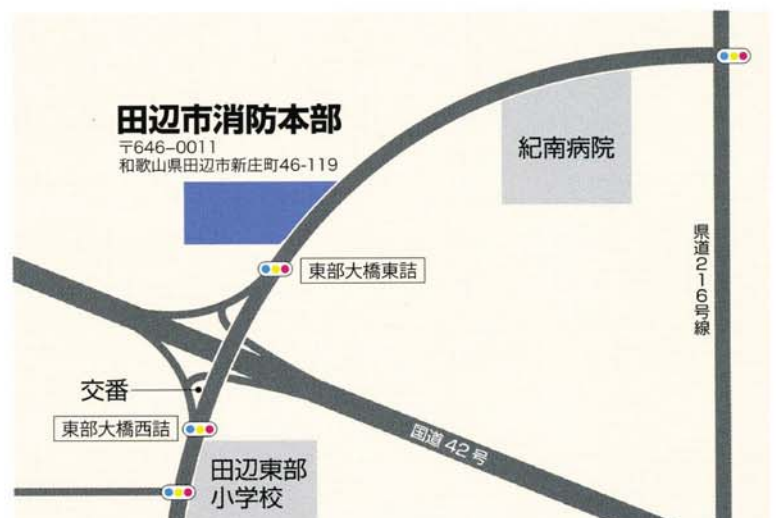 田辺市消防本部
〒646-0011
和歌山県田辺市新庄町46-119
紀南病院
県道216号線
東部大橋東詰
交番
東部大橋西詰
国道42号
田辺東部
小学校